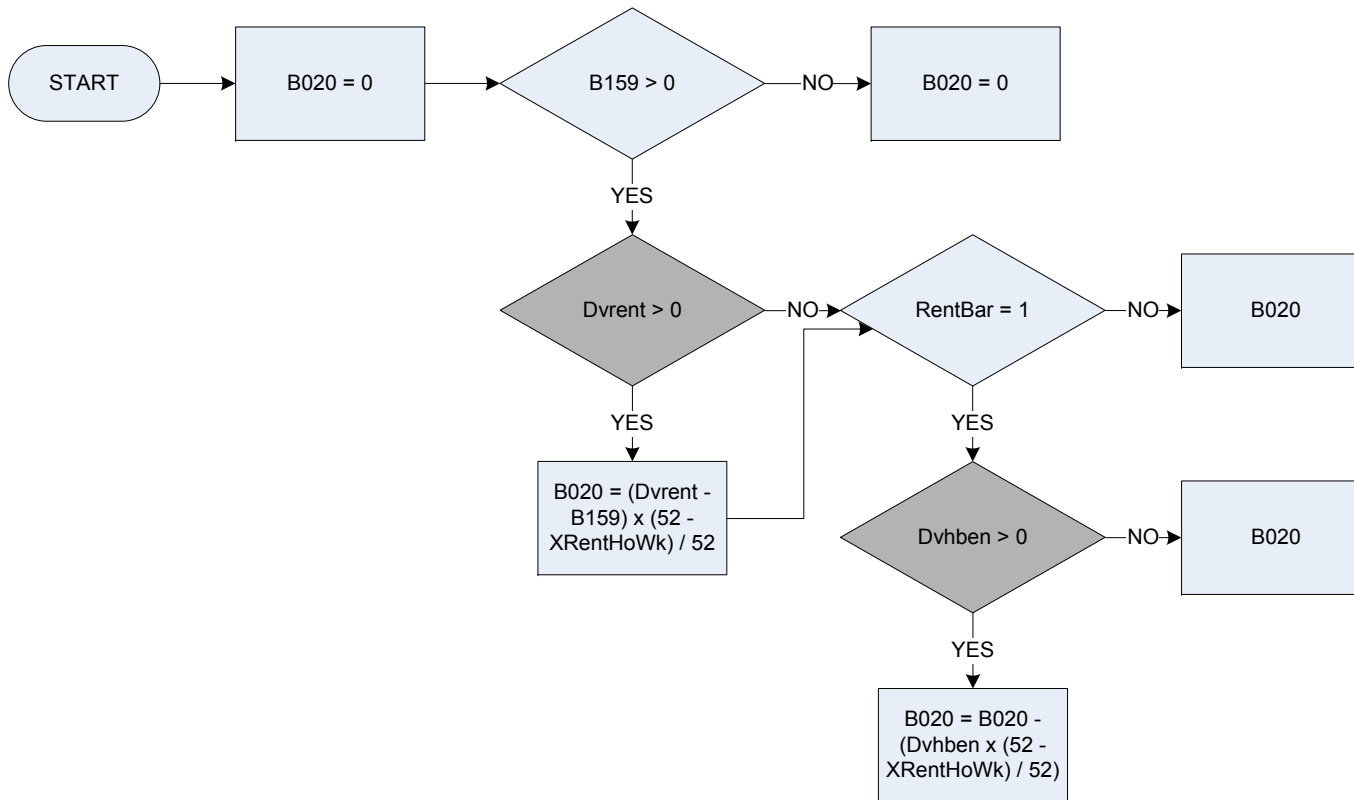 START
B020 = 0
B159 > 0
NO
B020 = 0
YES
Dvrent > 0
NO
RentBar = 1
NO
B020
YES
YES
B020 = (Dvrent -
B159) x (52 -
XRentHoWk) / 52
Dvhben > 0
NO
B020
YES
B020 = B020 -
(Dvhben x (52 -
XRentHoWk) / 52)